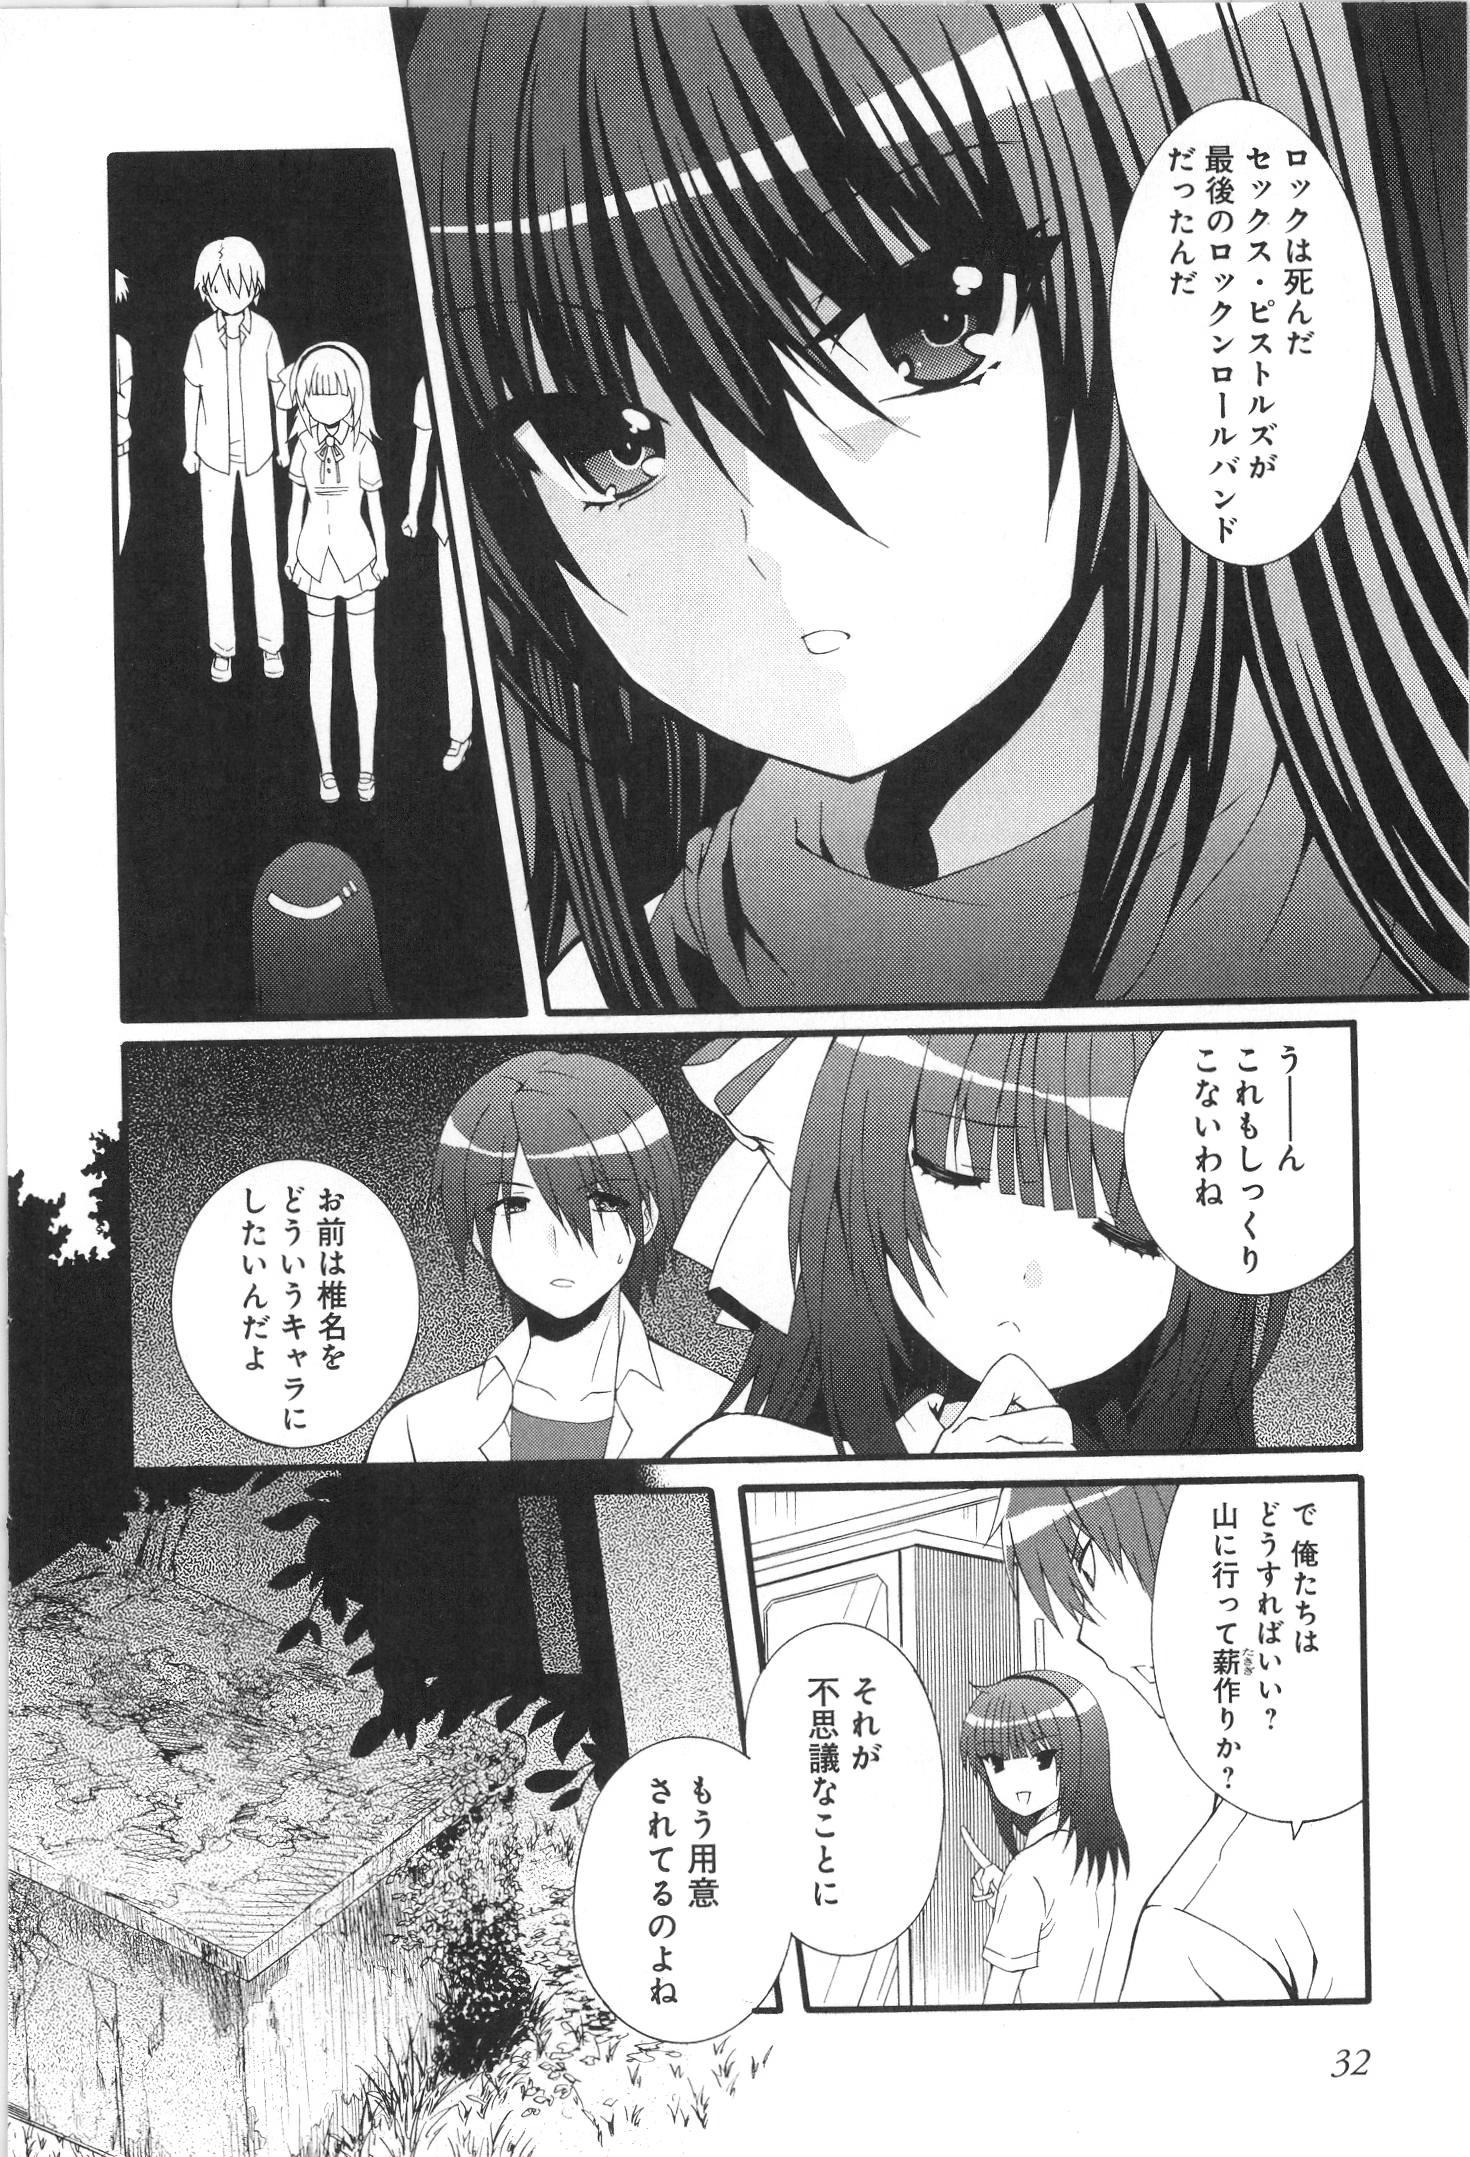 ロックは死んだ
セックス・ピストルズが
最後のロックンロールバンド
だったんだ
う――ん
これもしっくり
こないわね
お前は椎名を
どういうキャラに
したいんだよ
で 俺たちは
どうすればいい？
山に行って薪作りか？
たきぎ
それが
不思議なことに
もう用意
されてるのよね
32